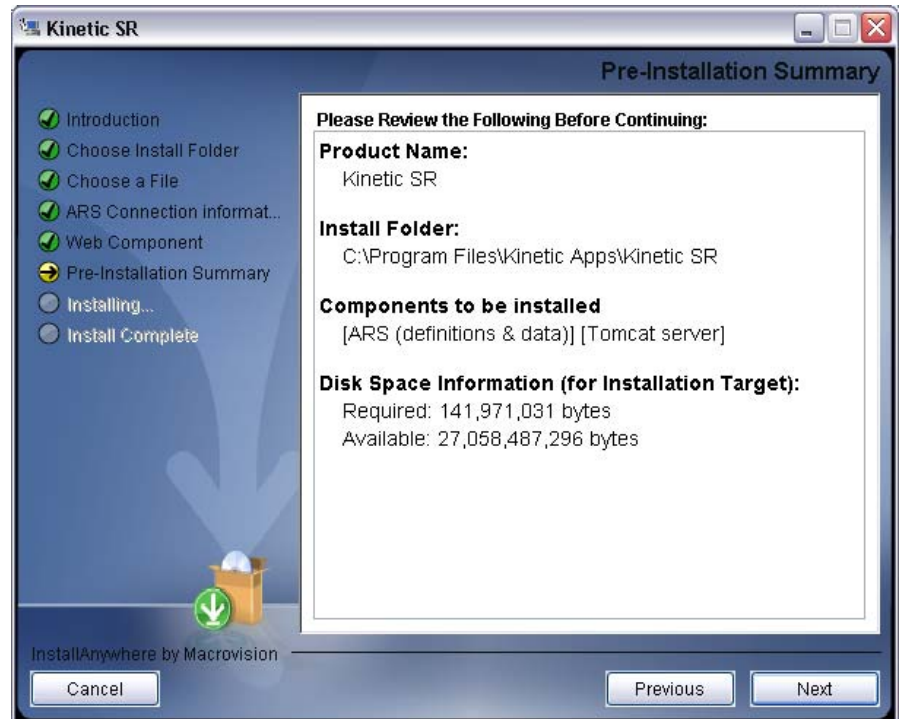 Kinetic SR
Pre-Installation Summary
Introduction
Choose Install Folder
Choose a File
ARS Connection informat...
Web Component
Pre-Installation Summary
Installing...
Install Complete
Please Review the Following Before Continuing:
Product Name:
Kinetic SR
Install Folder:
C:\Program Files\Kinetic Apps\Kinetic SR
Components to be installed
[ARS (definitions & data)] [Tomcat server]
Disk Space Information (for Installation Target):
Required: 141,971,031 bytes
Available: 27,058,487,296 bytes
InstallAnywhere by Macrovision
Cancel
Previous
Next